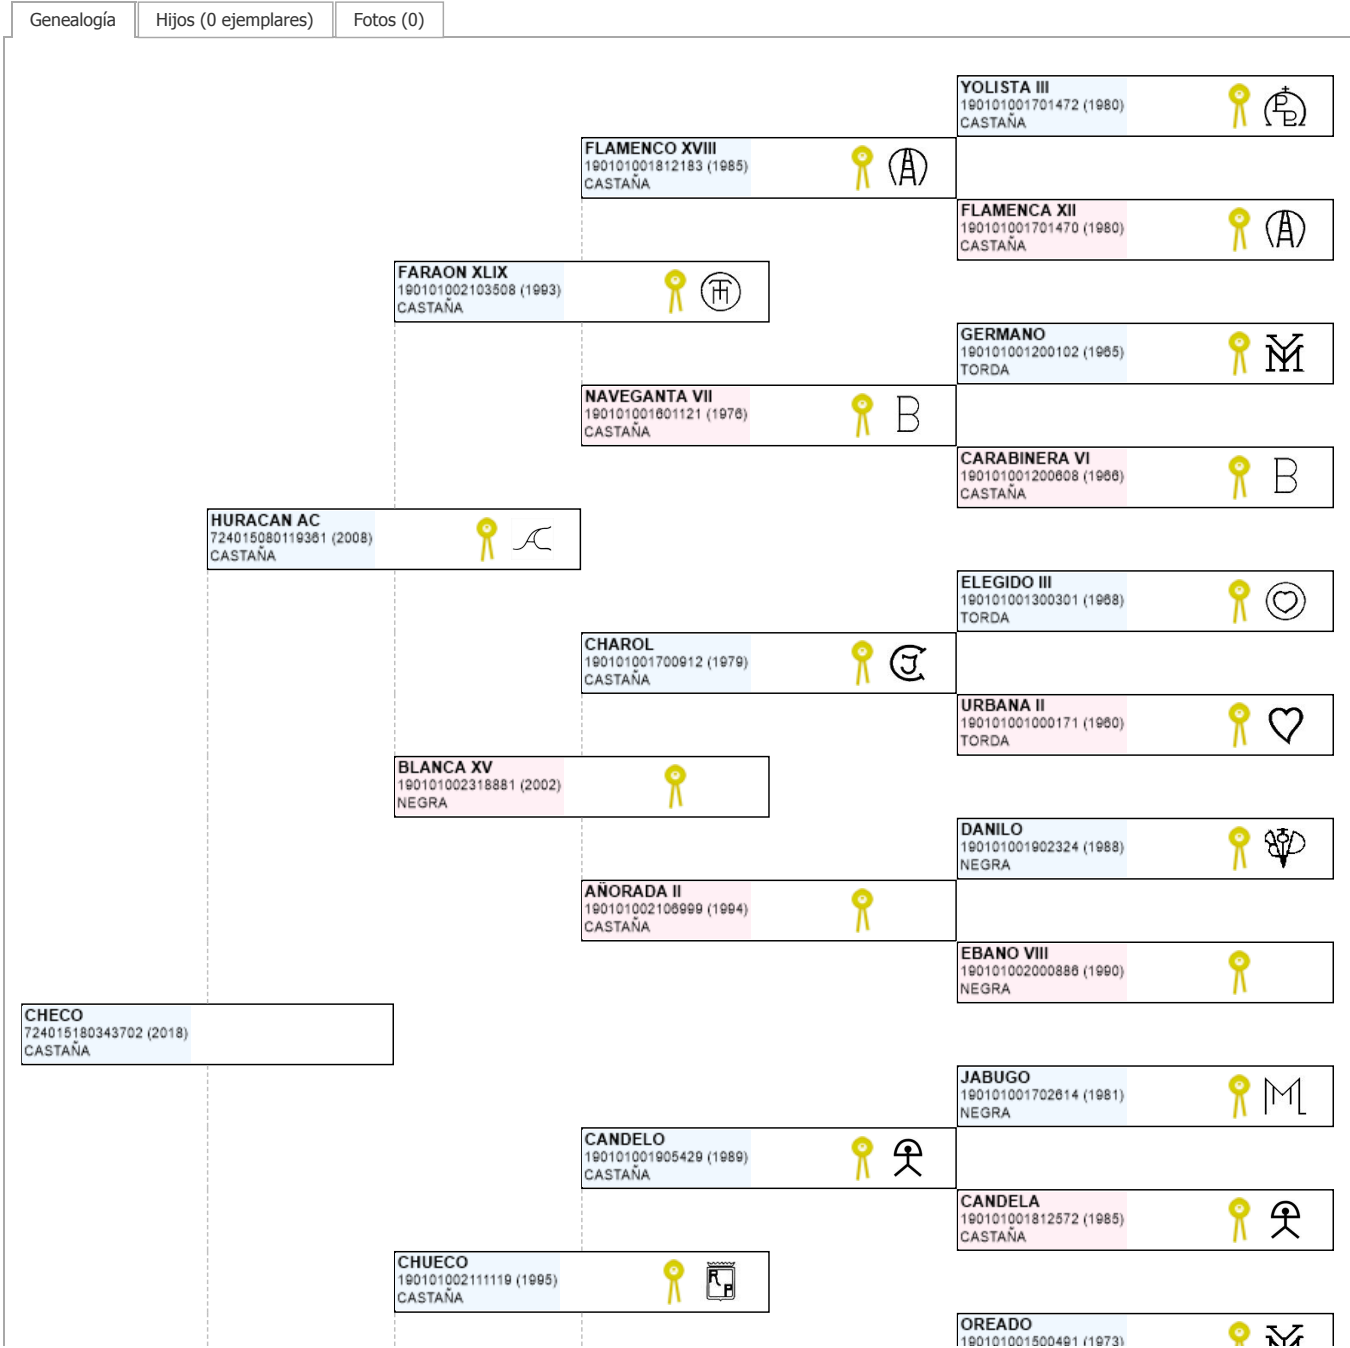 Genealogía
Hijos (0 ejemplares)
Fotos (0)
YOLISTA III
190101001701472 (1980)
CASTAÑA
FLAMENCO XVIII
190101001812183 (1985)
CASTAÑA
FLAMENCA XII
190101001701470 (1980)
CASTAÑA
FARAON XLIX
190101002103508 (1993)
CASTAÑA
GERMANO
190101001200102 (1965)
TORDA
NAVEGANTA VII
190101001601121 (1976)
CASTAÑA
B
CARABINERA VI
190101001200608 (1966)
CASTAÑA
B
HURACAN AC
724015080119361 (2008)
CASTAÑA
AC
ELEGIDO III
190101001300301 (1968)
TORDA
CHAROL
190101001700912 (1979)
CASTAÑA
URBANA II
190101001000171 (1960)
TORDA
BLANCA XV
190101002318881 (2002)
NEGRA
DANILO
190101001902324 (1988)
NEGRA
AÑORADA II
190101002106999 (1994)
CASTAÑA
EBANO VIII
190101002000886 (1990)
NEGRA
CHECO
724015180343702 (2018)
CASTAÑA
JABUGO
190101001702614 (1981)
NEGRA
CANDELO
190101001905429 (1989)
CASTAÑA
CANDELA
190101001812572 (1985)
CASTAÑA
CHUECO
190101002111119 (1995)
CASTAÑA
R P
OREADO
190101001500491 (1973)